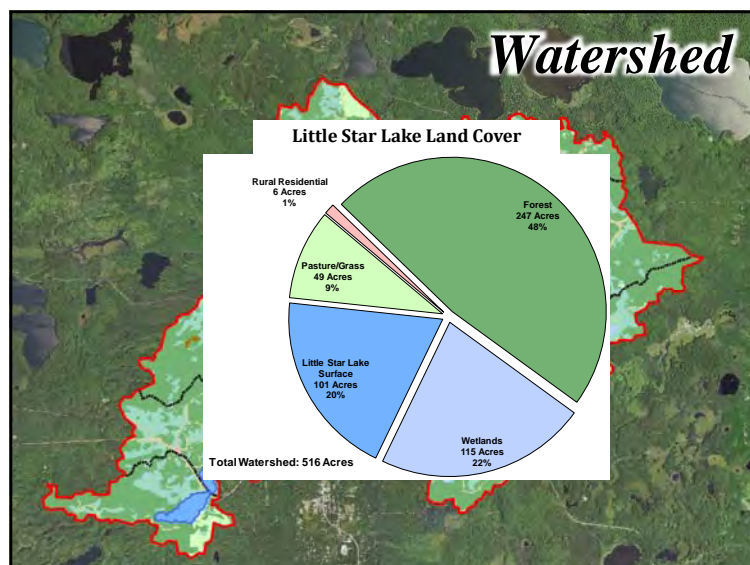 Watershed
Little Star Lake Land Cover
Rural Residential
6 Acres
1%
Forest
247 Acres
48%
Pasture/Grass
49 Acres
9%
Little Star Lake
Surface
101 Acres
20%
Wetlands
115 Acres
22%
Total Watershed: 516 Acres